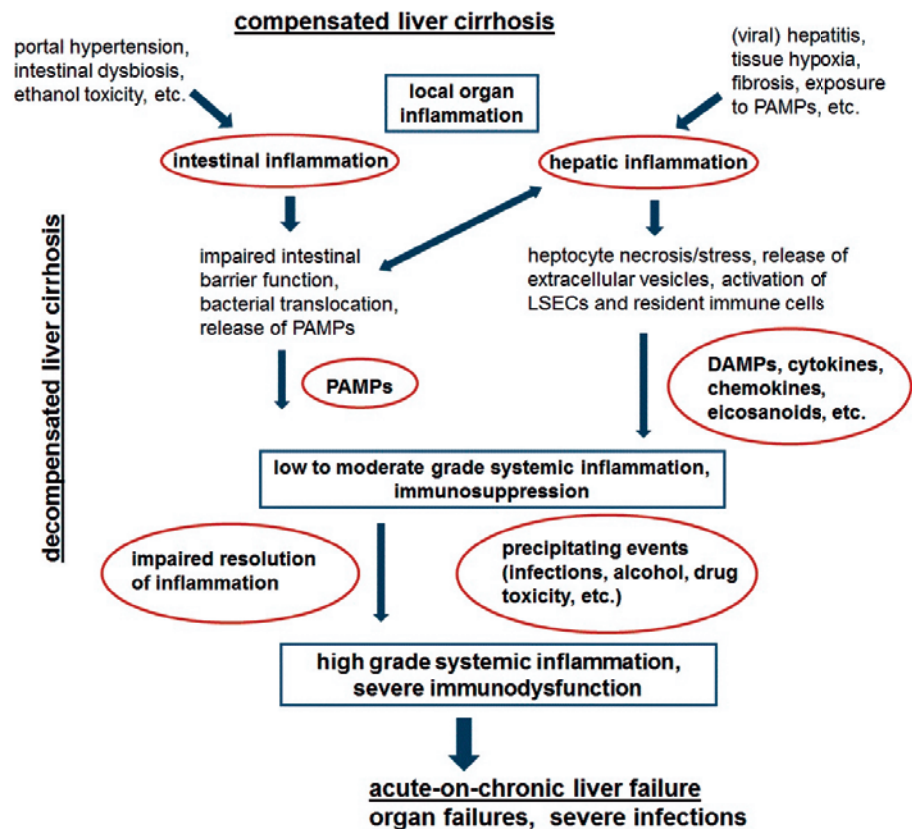 compensated liver cirrhosis
portal hypertension,
intestinal dysbiosis,
ethanol toxicity, etc.
(viral) hepatitis,
tissue hypoxia,
fibrosis, exposure
to PAMPs, etc.
local organ
inflammation
intestinal inflammation
hepatic inflammation
decompensated liver cirrhosis
impaired intestinal
barrier function,
bacterial translocation,
release of PAMPs
heptocyte necrosis/stress, release of
extracellular vesicles, activation of
LSECs and resident immune cells
PAMPs
DAMPs, cytokines,
chemokines,
eicosanoids, etc.
low to moderate grade systemic inflammation,
immunosuppression
impaired resolution
of inflammation
precipitating events
(infections, alcohol, drug
toxicity, etc.)
high grade systemic inflammation,
severe immunodysfunction
acute-on-chronic liver failure
organ failures, severe infections